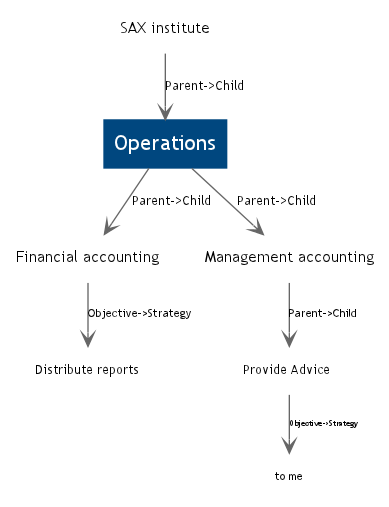 SAX institute
Parent->Child
Operations
Parent->Child
Parent->Child
Financial accounting
Management accounting
Objective->Strategy
Parent->Child
Distribute reports
Provide Advice
Objective->Strategy
to me